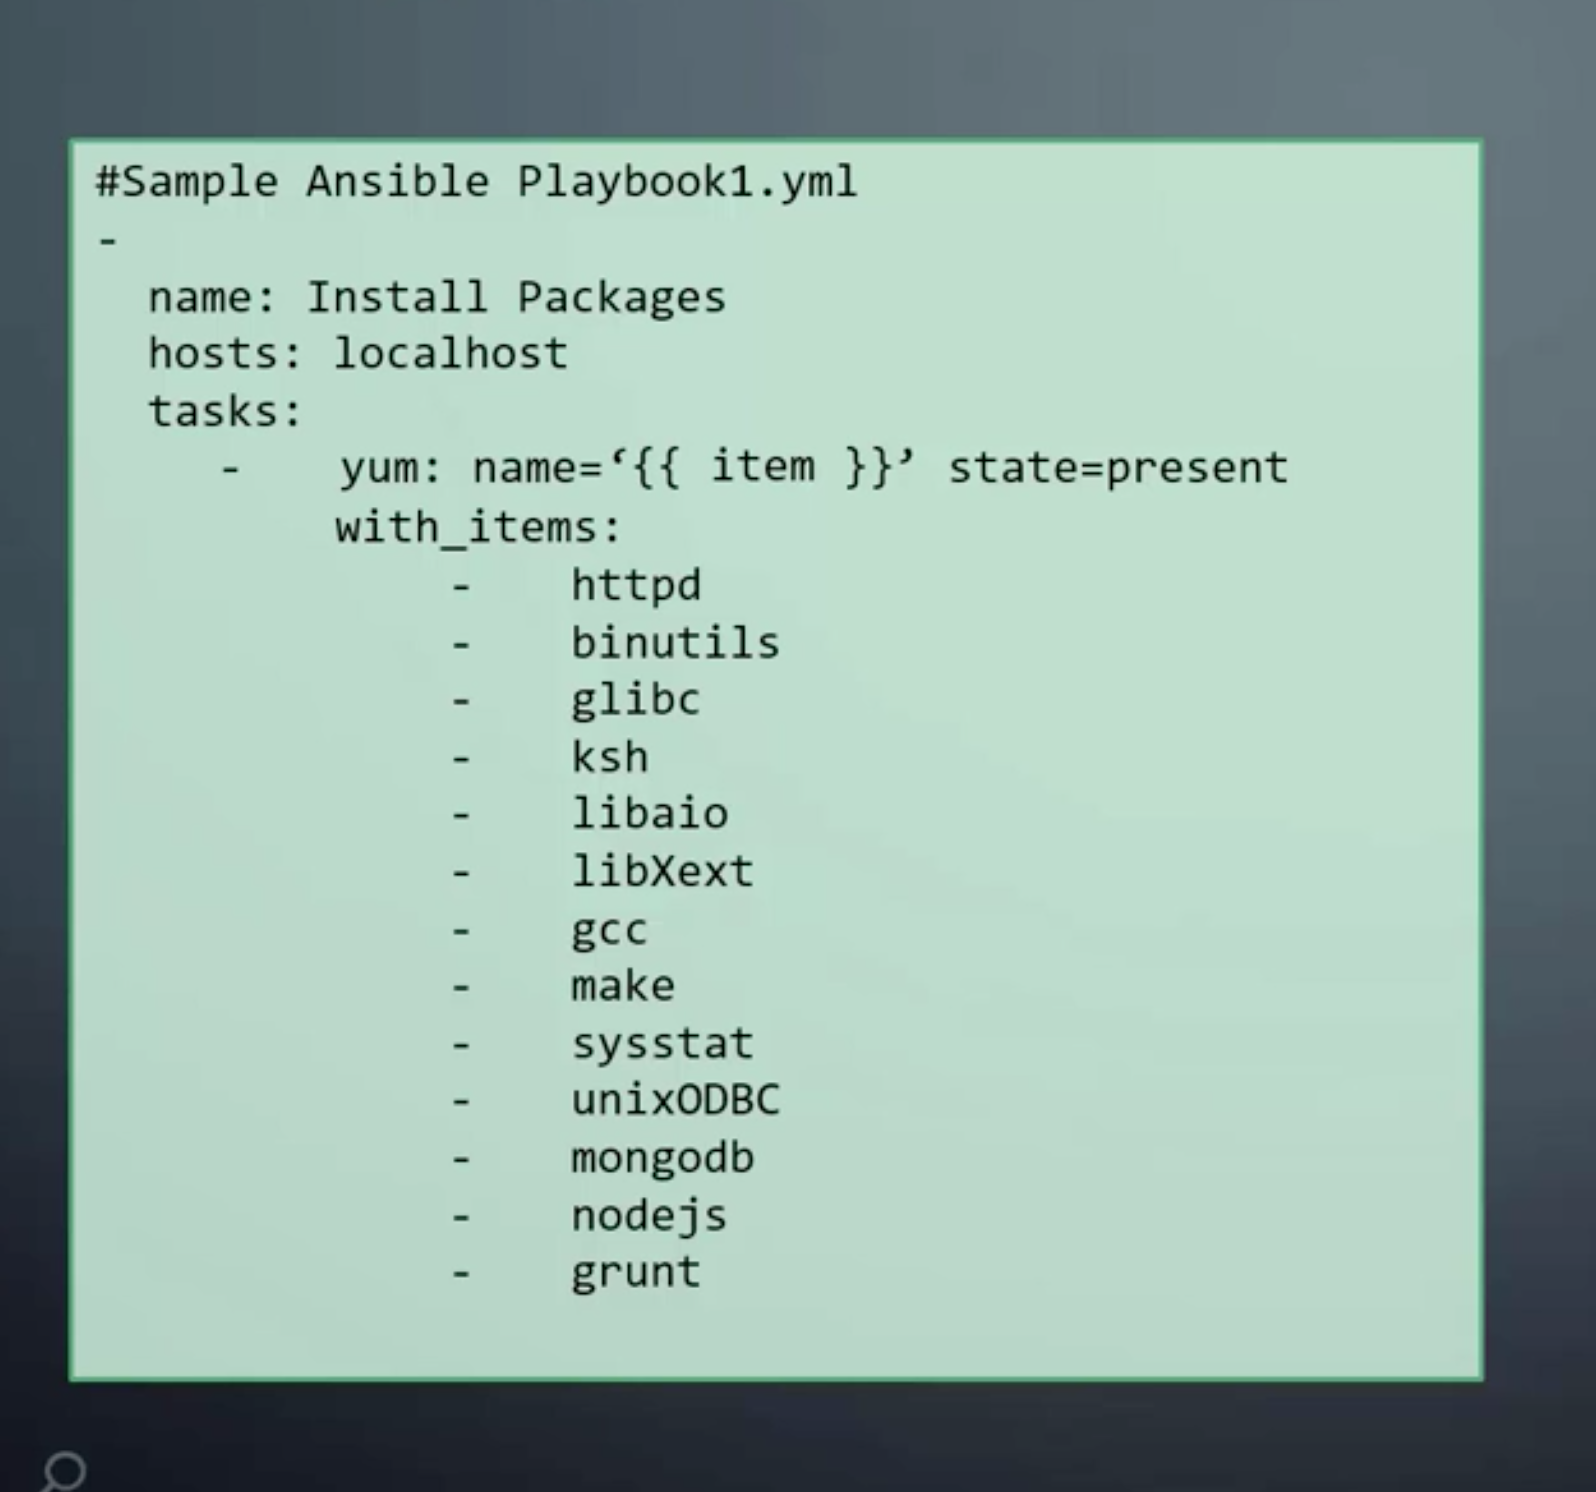 #Sample Ansible Playbook1.yml
-
name: Install Packages
hosts: localhost
tasks:
- yum: name=‘{{ item }}’ state=present
with_items:
- httpd
- binutils
- glibc
- ksh
- libaio
- libXext
- gcc
- make
- sysstat
- unixODBC
- mongodb
- nodejs
- grunt